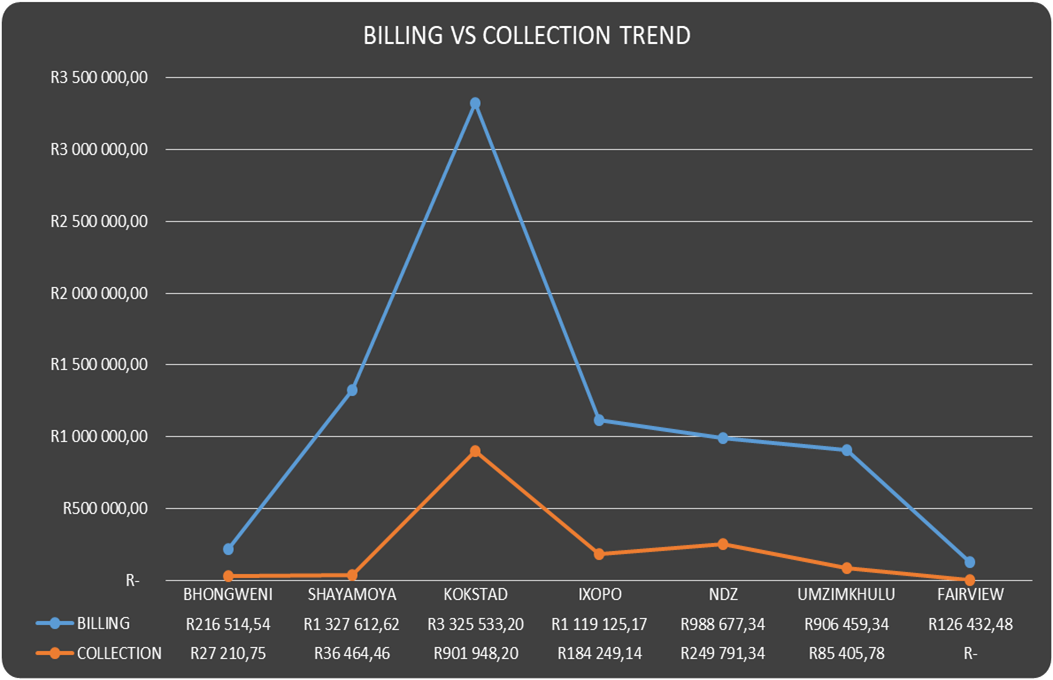 BILLING VS COLLECTION TREND
R3 500 000,00
R3 000 000,00
R2 500 000,00
R2 000 000,00
R1 500 000,00
R1 000 000,00
R500 000,00
R-
BHONGWENI SHAYAMOYA KOKSTAD IXOPO NDZ UMZIMKHULU FAIRVIEW
BILLING R216 514,54 R1 327 612,62 R3 325 533,20 R1 119 125,17 R988 677,34 R906 459,34 R126 432,48
COLLECTION R27 210,75 R36 464,46 R901 948,20 R184 249,14 R249 791,34 R85 405,78 R-